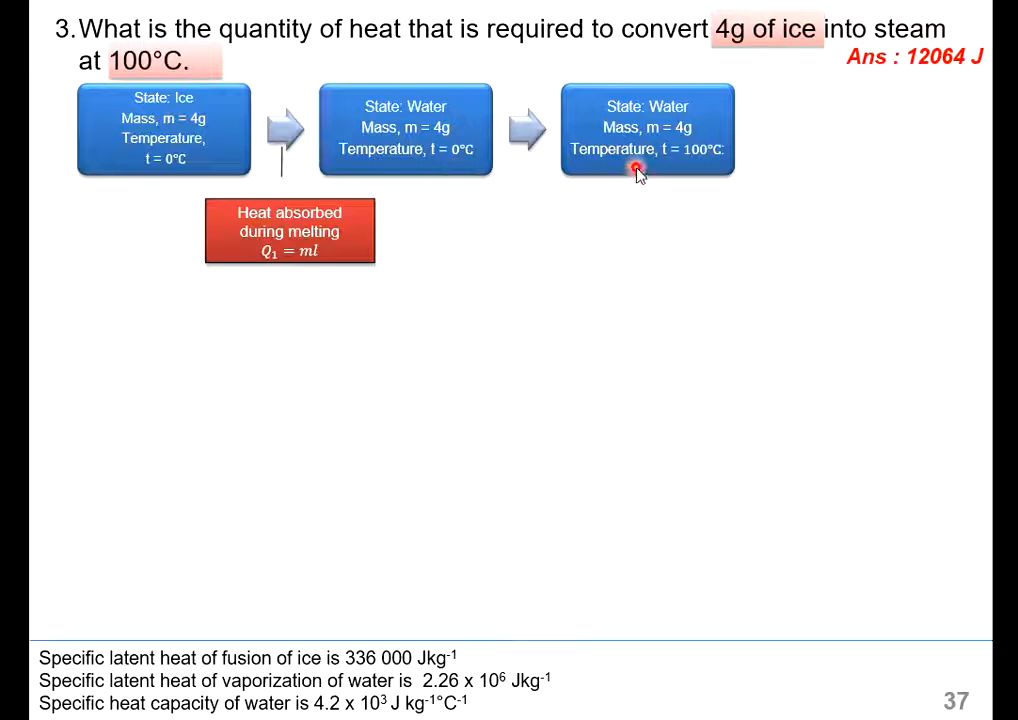 3. What is the quantity of heat that is required to convert 4g of ice into steam
at 100°C.
Ans : 12064 J
State: Ice
Mass, m = 4g
Temperature,
t = 0°C
State: Water
Mass, m = 4g
Temperature, t = 0°C
State: Water
Mass, m = 4g
Temperature, t = 100°C.
Heat absorbed
during melting
Q₁ = ml
Specific latent heat of fusion of ice is 336 000 Jkg⁻¹
Specific latent heat of vaporization of water is 2.26 x 10⁶ Jkg⁻¹
Specific heat capacity of water is 4.2 x 10³ J kg⁻¹°C⁻¹
37